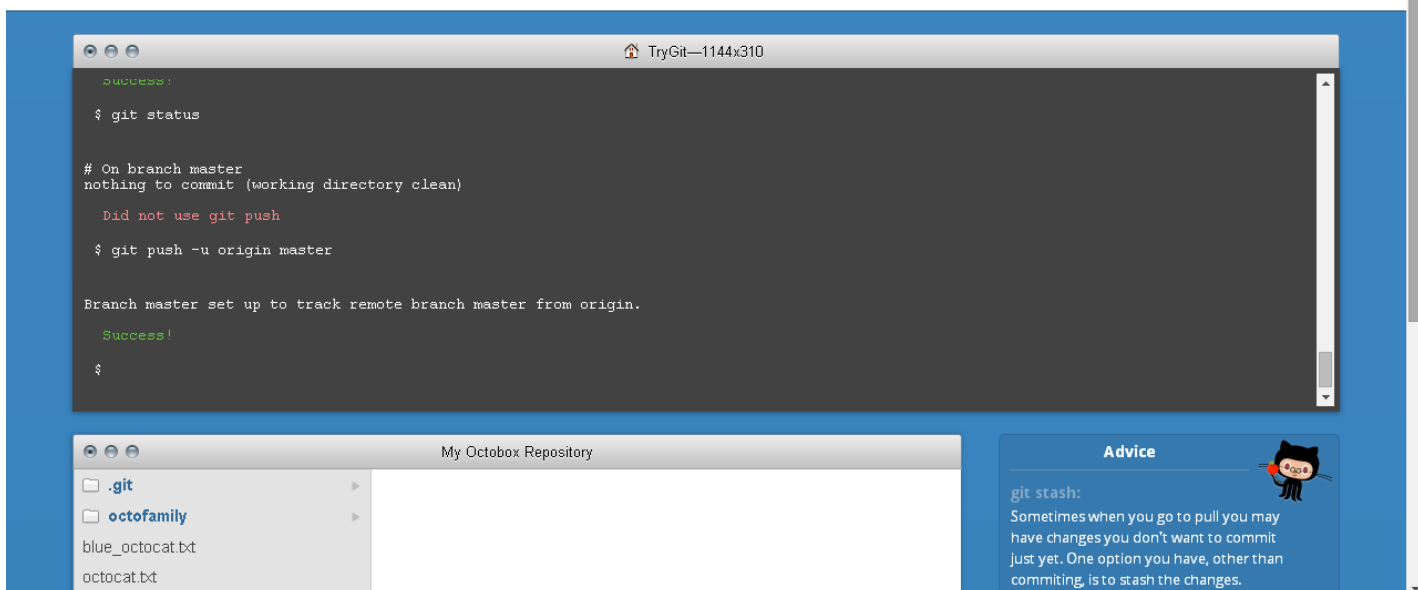 TryGit—1144x310
Success!
$ git status
# On branch master
nothing to commit (working directory clean)
Did not use git push
$ git push -u origin master
Branch master set up to track remote branch master from origin.
Success!
$
My Octobox Repository
.git
octofamily
blue_octocat.txt
octocat.txt
Advice
git stash:
Sometimes when you go to pull you may
have changes you don't want to commit
just yet. One option you have, other than
commiting, is to stash the changes.